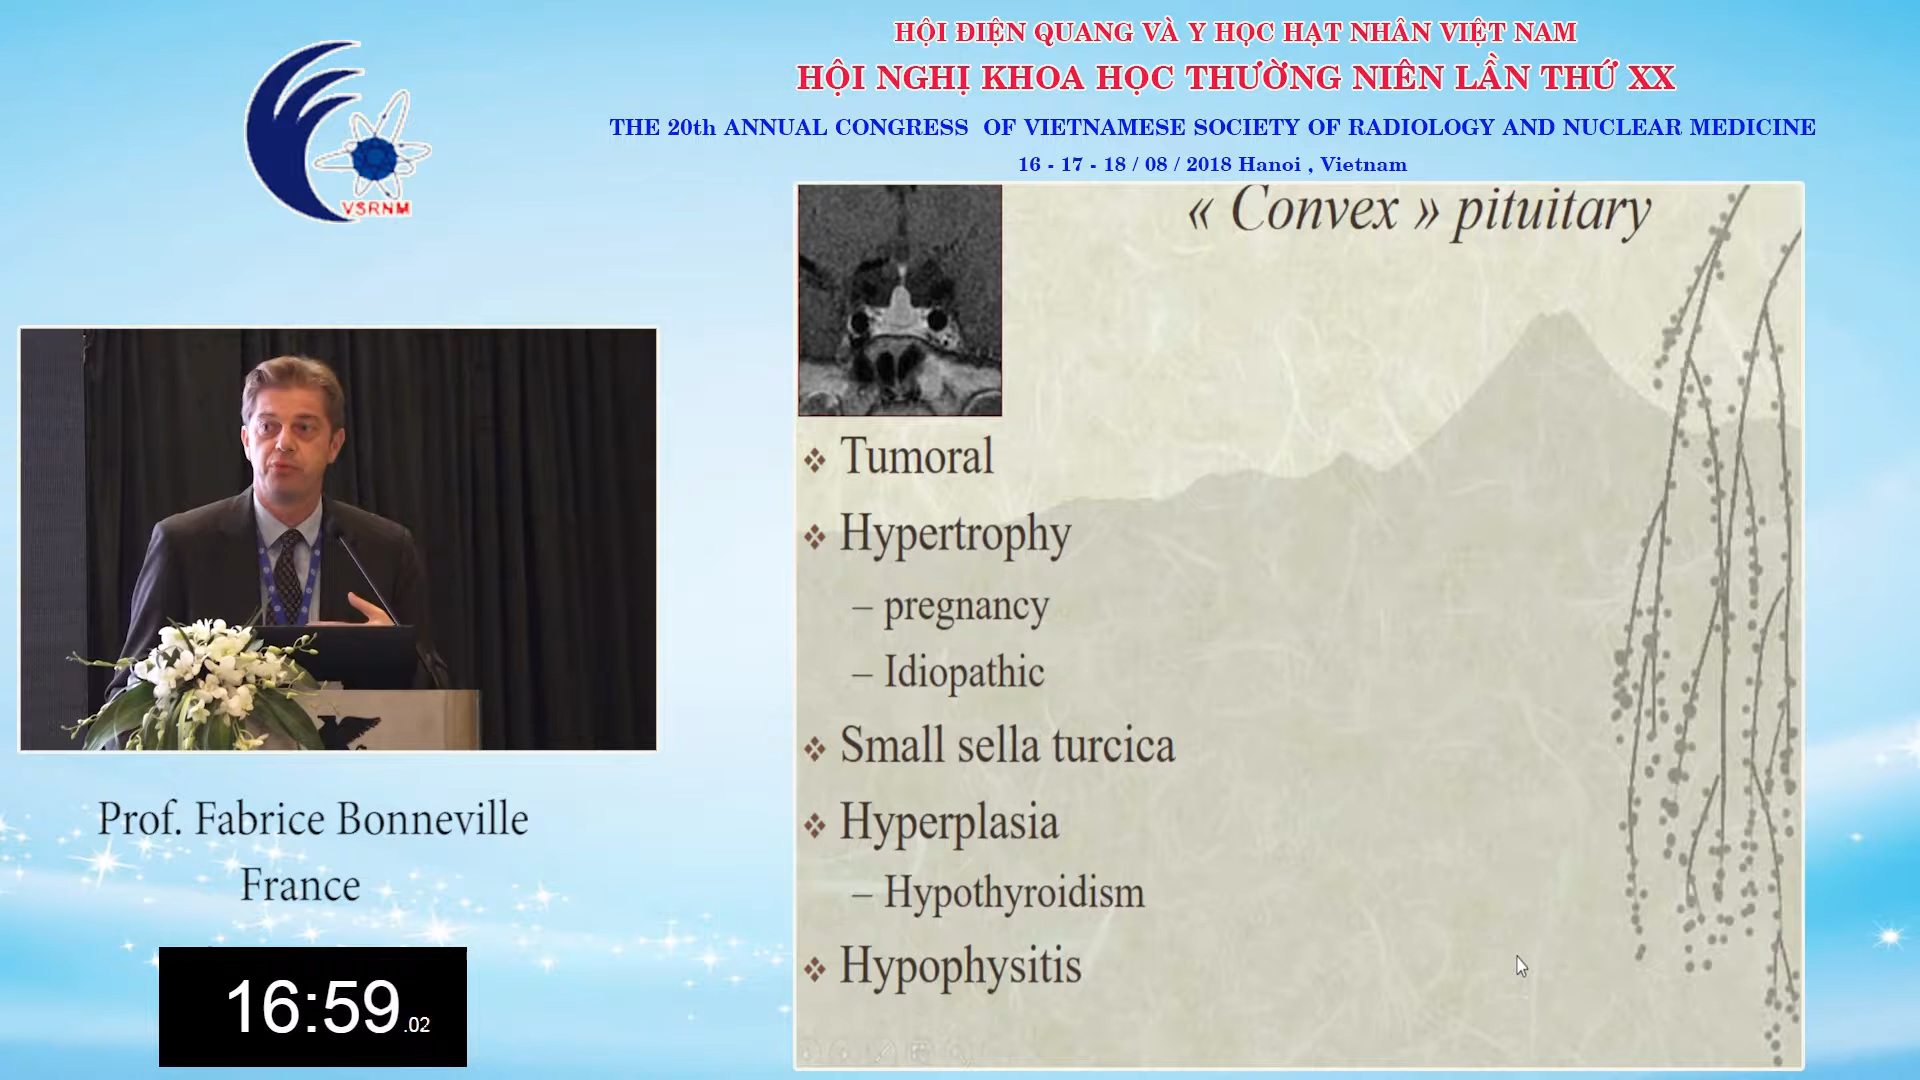 HỘI ĐIỆN QUANG VÀ Y HỌC HẠT NHÂN VIỆT NAM
HỘI NGHỊ KHOA HỌC THƯỜNG NIÊN LẦN THỨ XX
THE 20th ANNUAL CONGRESS OF VIETNAMESE SOCIETY OF RADIOLOGY AND NUCLEAR MEDICINE
16 - 17 - 18 / 08 / 2018 Hanoi , Vietnam
VSRNM
« Convex » pituitary
❖ Tumoral
❖ Hypertrophy
– pregnancy
– Idiopathic
❖ Small sella turcica
❖ Hyperplasia
– Hypothyroidism
❖ Hypophysitis
Prof. Fabrice Bonneville
France
16:59.02